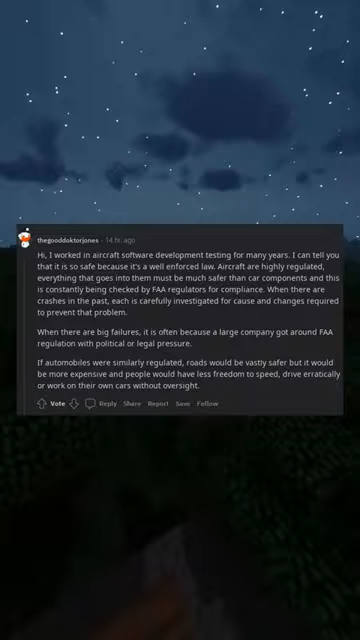 thegooddoktorjones · 14 hr. ago
Hi, I worked in aircraft software development testing for many years. I can tell you
that it is so safe because it's a well enforced law. Aircraft are highly regulated,
everything that goes into them must be much safer than car components and this
is constantly being checked by FAA regulators for compliance. When there are
crashes in the past, each is carefully investigated for cause and changes required
to prevent that problem.
When there are big failures, it is often because a large company got around FAA
regulation with political or legal pressure.
If automobiles were similarly regulated, roads would be vastly safer but it would
be more expensive and people would have less freedom to speed, drive erratically
or work on their own cars without oversight.
Vote Reply Share Report Save Follow